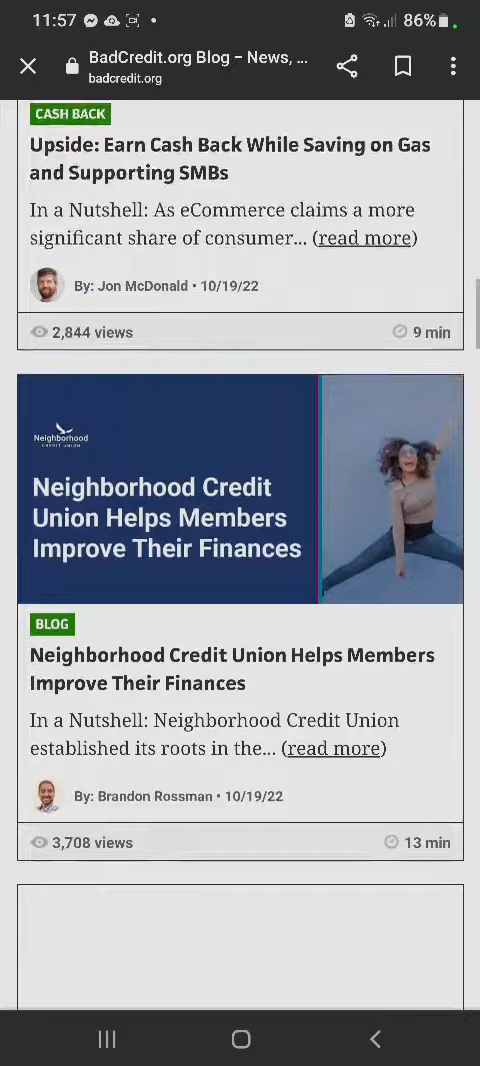 11:57 86%
BadCredit.org Blog – News, ...
badcredit.org
CASH BACK
Upside: Earn Cash Back While Saving on Gas
and Supporting SMBs
In a Nutshell: As eCommerce claims a more
significant share of consumer... (read more)
By: Jon McDonald • 10/19/22
2,844 views 9 min
Neighborhood
CREDIT UNION
Neighborhood Credit
Union Helps Members
Improve Their Finances
BLOG
Neighborhood Credit Union Helps Members
Improve Their Finances
In a Nutshell: Neighborhood Credit Union
established its roots in the... (read more)
By: Brandon Rossman • 10/19/22
3,708 views 13 min